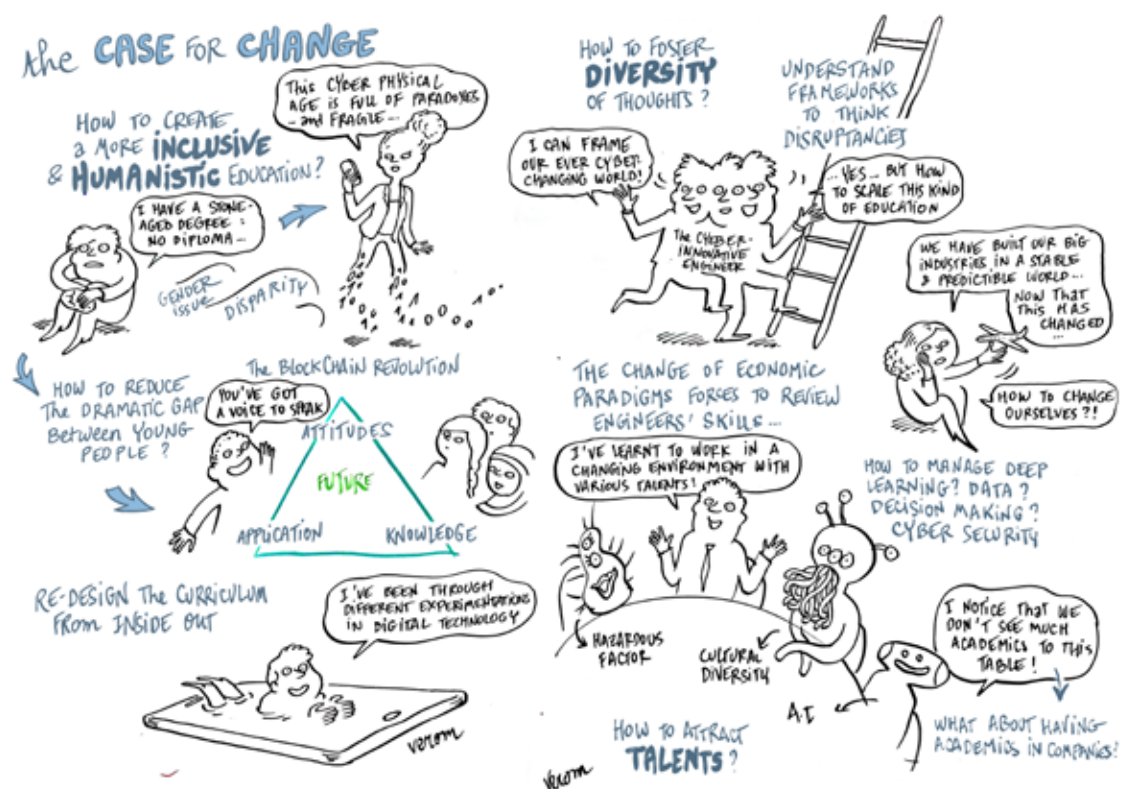 the CASE FOR CHANGE
HOW TO CREATE
a MORE INCLUSIVE
& HUMANISTIC EDUCATION?
This CYBER PHYSICAL
AGE is FULL OF PARADOXES
... and FRAGILE ...
I HAVE A STONE-
AGED DEGREE :
NO DIPLOMA ...
GENDER
issue
DISPARITY
HOW TO REDUCE
The DRAMATIC GAP
Between YOUNG
PEOPLE ?
The BLOCKCHAIN REVOLUTION
YOU'VE GOT
A VOICE TO SPEAK
ATTITUDES
FUTURE
APPLICATION
KNOWLEDGE
RE-DESIGN The CURRICULUM
FROM INSIDE OUT
I'VE BEEN THROUGH
DIFFERENT EXPERIMENTATIONS
IN DIGITAL TECHNOLOGY
verom
HOW TO FOSTER
DIVERSITY
OF THOUGHTS ?
UNDERSTAND
FRAMEWORKS
TO THINK
DISRUPTANCIES
I CAN FRAME
OUR EVER CYBER-
CHANGING WORLD!
... YES ... BUT HOW
TO SCALE THIS KIND
OF EDUCATION
The CYBER-
INNOVATIVE
ENGINEER
WE HAVE BUILT OUR BIG
INDUSTRIES IN A STABLE
& PREDICTIBLE WORLD ...
NOW THAT
THIS HAS
CHANGED
...
HOW TO CHANGE
OURSELVES?!
THE CHANGE OF ECONOMIC
PARADIGMS FORCES TO REVIEW
ENGINEERS' SKILLS ...
I'VE LEARNT TO WORK IN A
CHANGING ENVIRONMENT WITH
VARIOUS TALENTS!
HOW TO MANAGE DEEP
LEARNING? DATA?
DECISION MAKING?
CYBER SECURITY
HAZARDOUS
FACTOR
CULTURAL
DIVERSITY
A.I
I NOTICE THAT WE
DON'T SEE MUCH
ACADEMICS TO THIS
TABLE!
WHAT ABOUT HAVING
ACADEMICS IN COMPANIES?
HOW TO ATTRACT
TALENTS?
verom